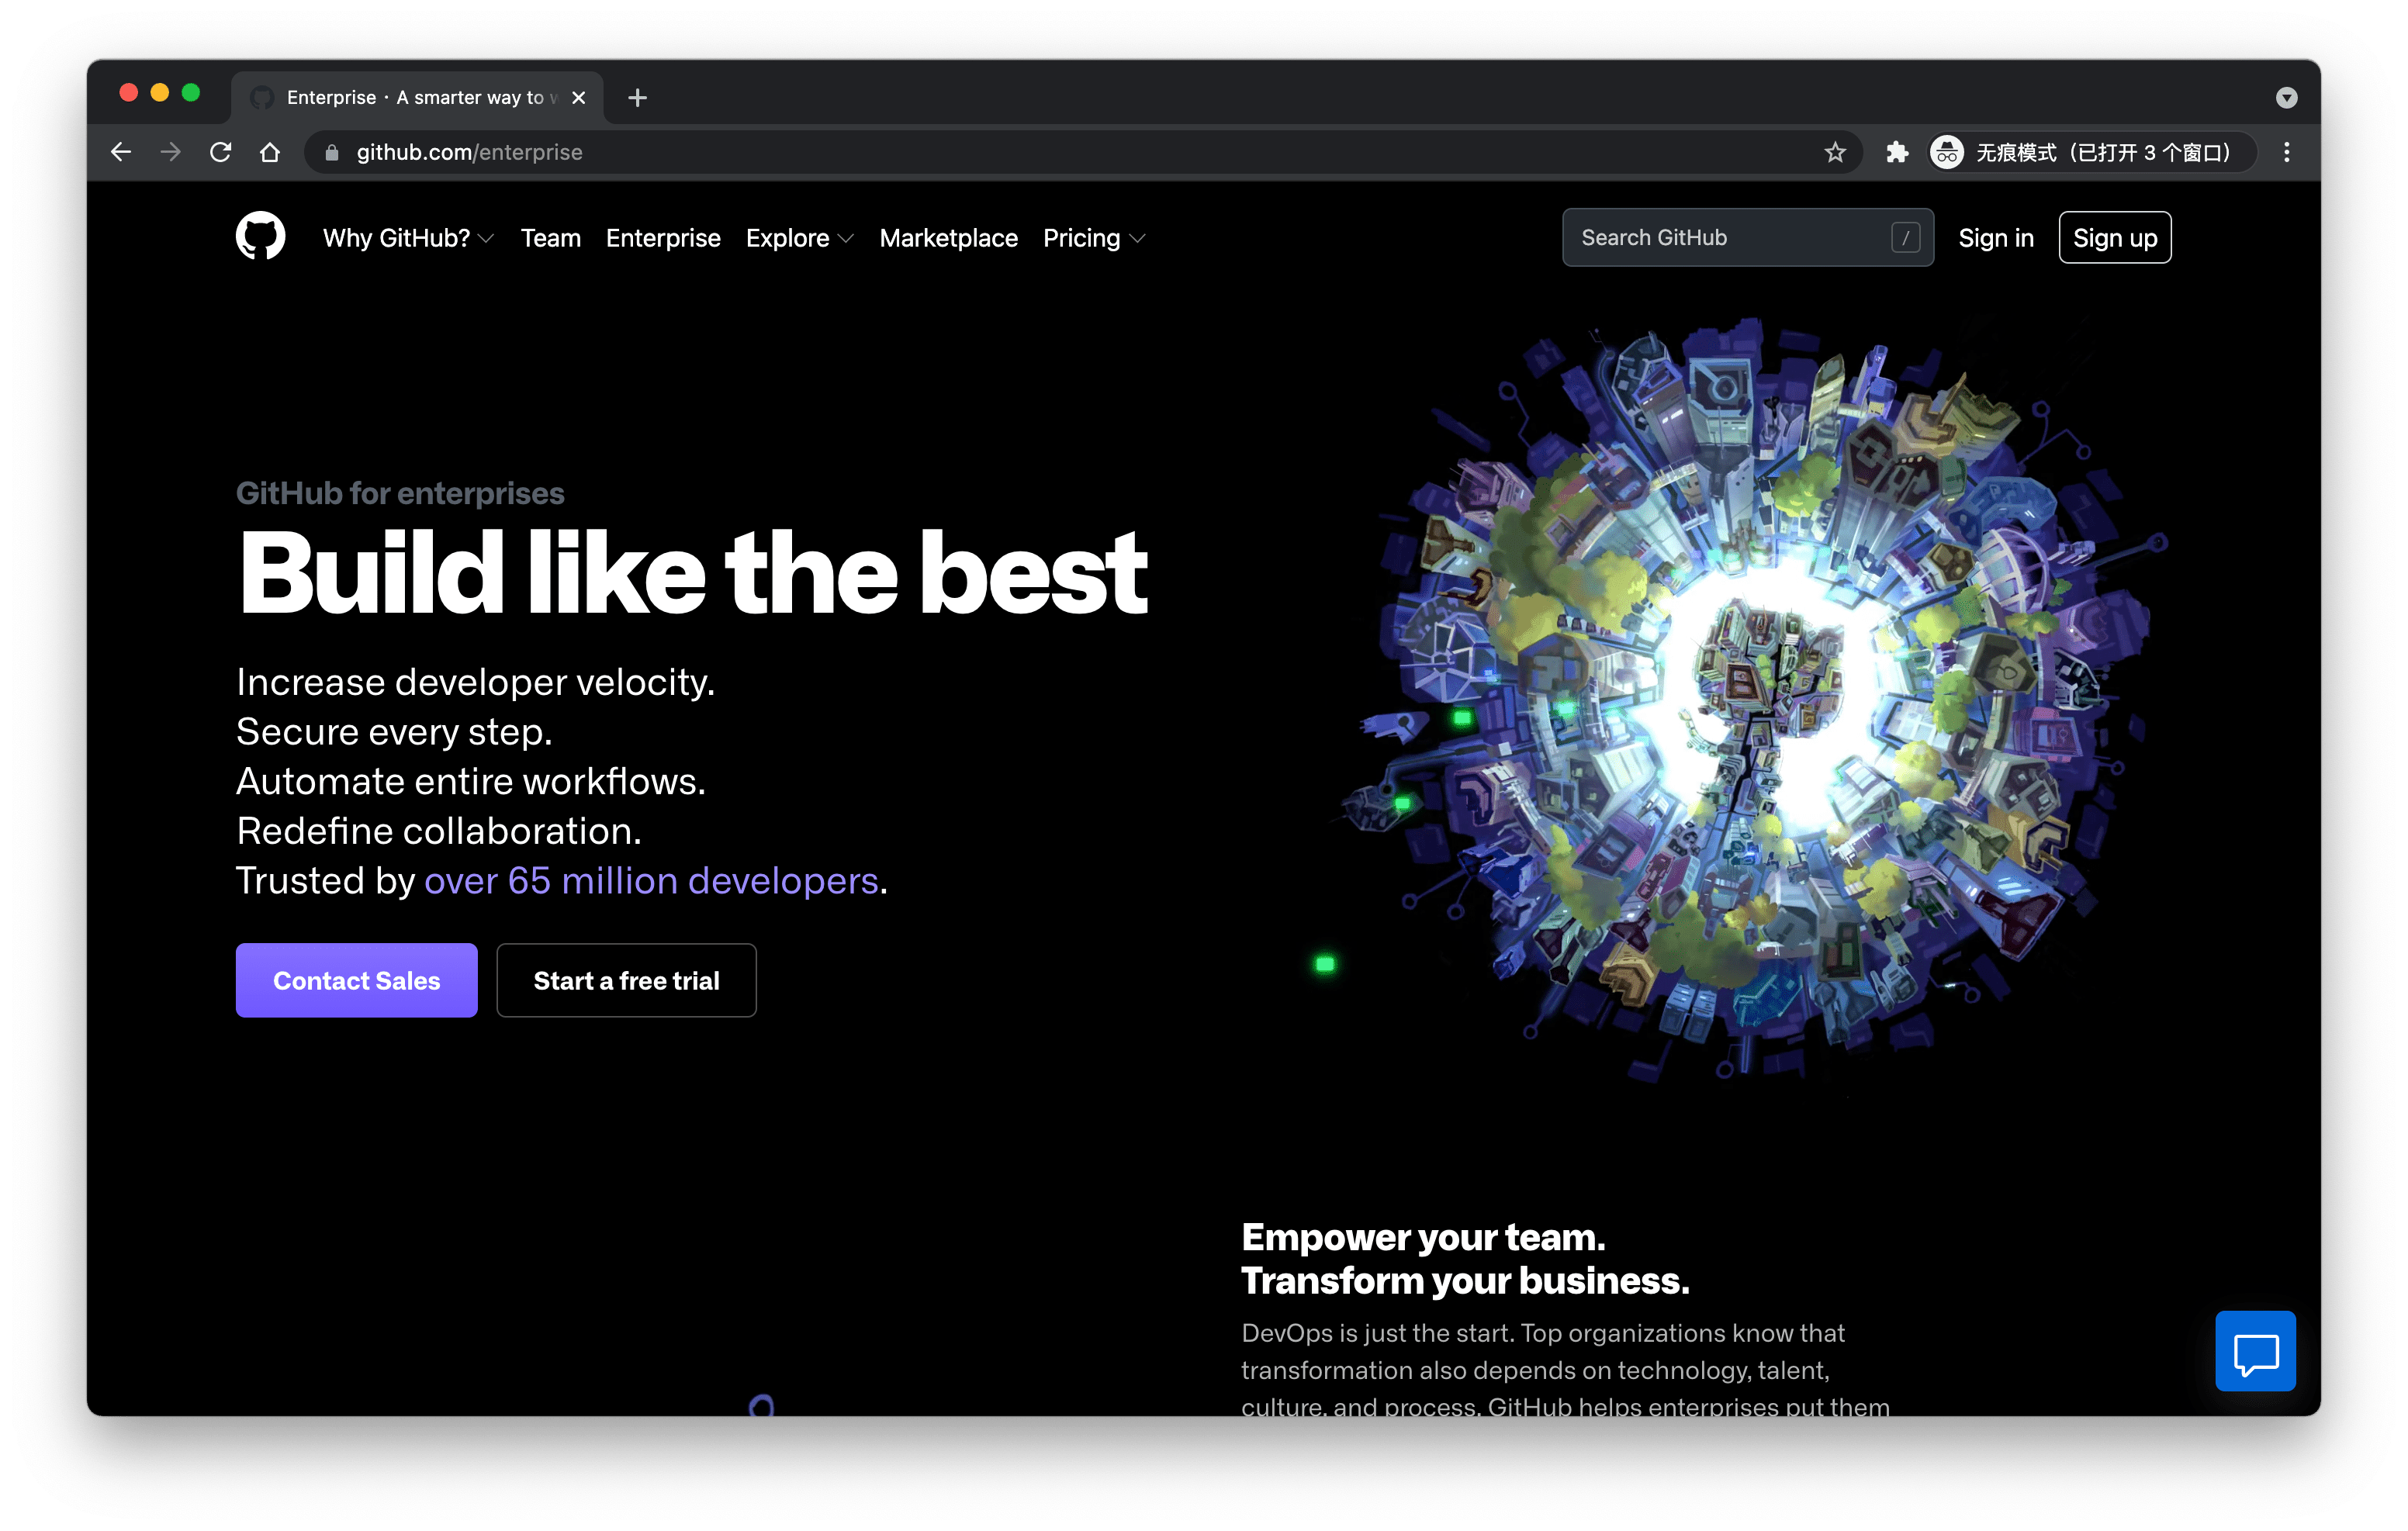 Enterprise · A smarter way to
github.com/enterprise
无痕模式（已打开 3 个窗口）
Why GitHub?
Team
Enterprise
Explore
Marketplace
Pricing
Search GitHub
/
Sign in
Sign up
GitHub for enterprises
Build like the best
Increase developer velocity.
Secure every step.
Automate entire workflows.
Redefine collaboration.
Trusted by over 65 million developers.
Contact Sales
Start a free trial
Empower your team.
Transform your business.
DevOps is just the start. Top organizations know that
transformation also depends on technology, talent,
culture, and process. GitHub helps enterprises put them